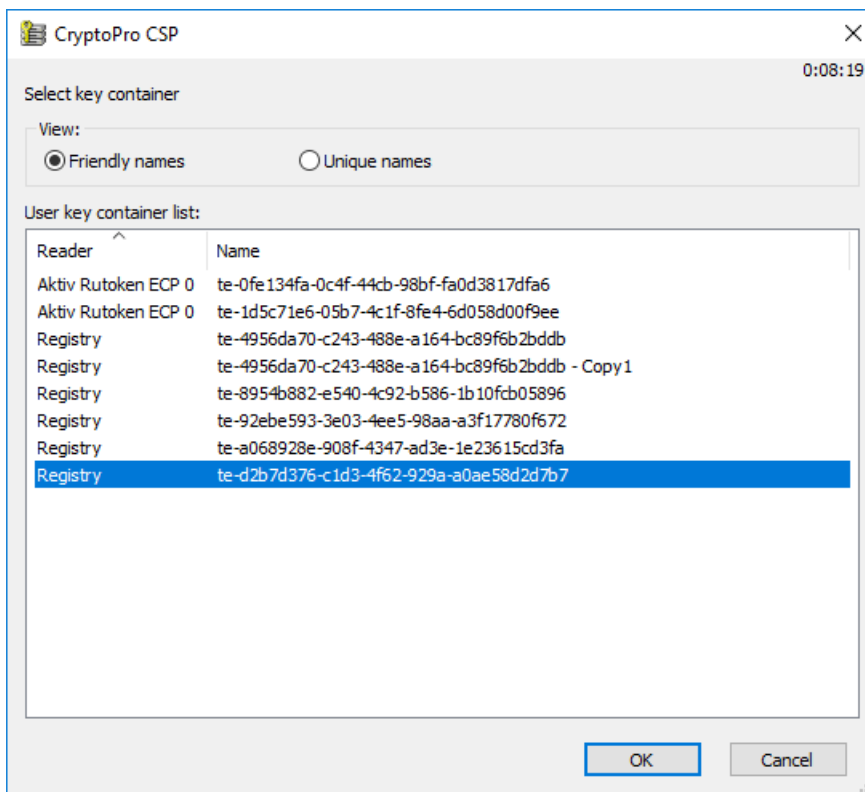 CryptoPro CSP
0:08:19
Select key container
View:
Friendly names Unique names
User key container list:
Reader Name
Aktiv Rutoken ECP 0 te-0fe134fa-0c4f-44cb-98bf-fa0d3817dfa6
Aktiv Rutoken ECP 0 te-1d5c71e6-05b7-4c1f-8fe4-6d058d00f9ee
Registry te-4956da70-c243-488e-a164-bc89f6b2bddb
Registry te-4956da70-c243-488e-a164-bc89f6b2bddb - Copy1
Registry te-8954b882-e540-4c92-b586-1b10fcb05896
Registry te-92ebe593-3e03-4ee5-98aa-a3f17780f672
Registry te-a068928e-908f-4347-ad3e-1e23615cd3fa
Registry te-d2b7d376-c1d3-4f62-929a-a0ae58d2d7b7
OK Cancel